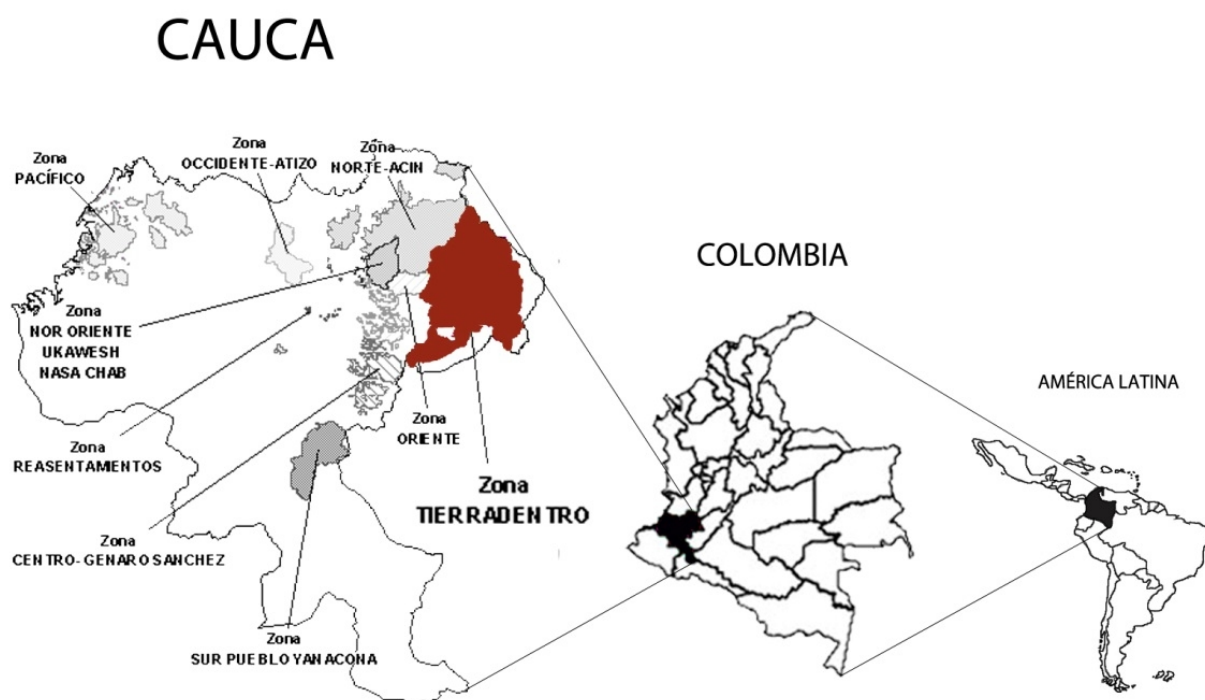 CAUCA
Zona
PACÍFICO
Zona
OCCIDENTE-ATIZO
Zona
NORTE-ACIN
Zona
NOR ORIENTE
UKAWESH
NASA CHAB
Zona
REASENTAMIENTOS
Zona
ORIENTE
Zona
TIERRADENTRO
Zona
CENTRO-GENARO SANCHEZ
Zona
SUR PUEBLO YANACONA
COLOMBIA
AMÉRICA LATINA